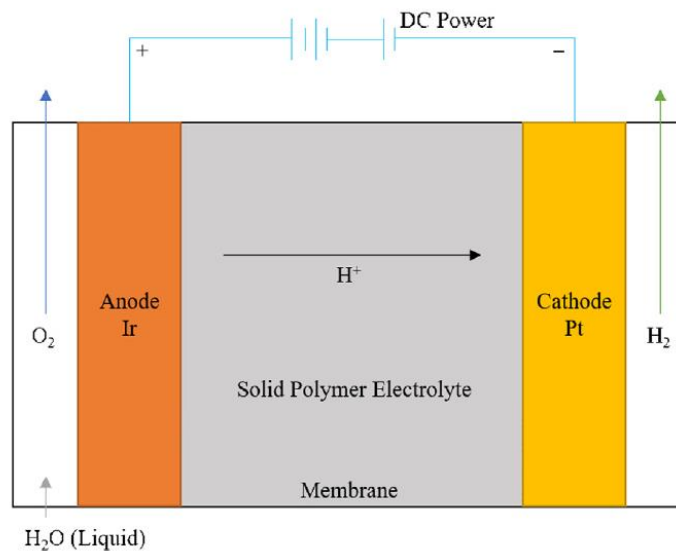 DC Power
+
−
H⁺
Anode
Ir
Cathode
Pt
O₂
H₂
Solid Polymer Electrolyte
Membrane
H₂O (Liquid)